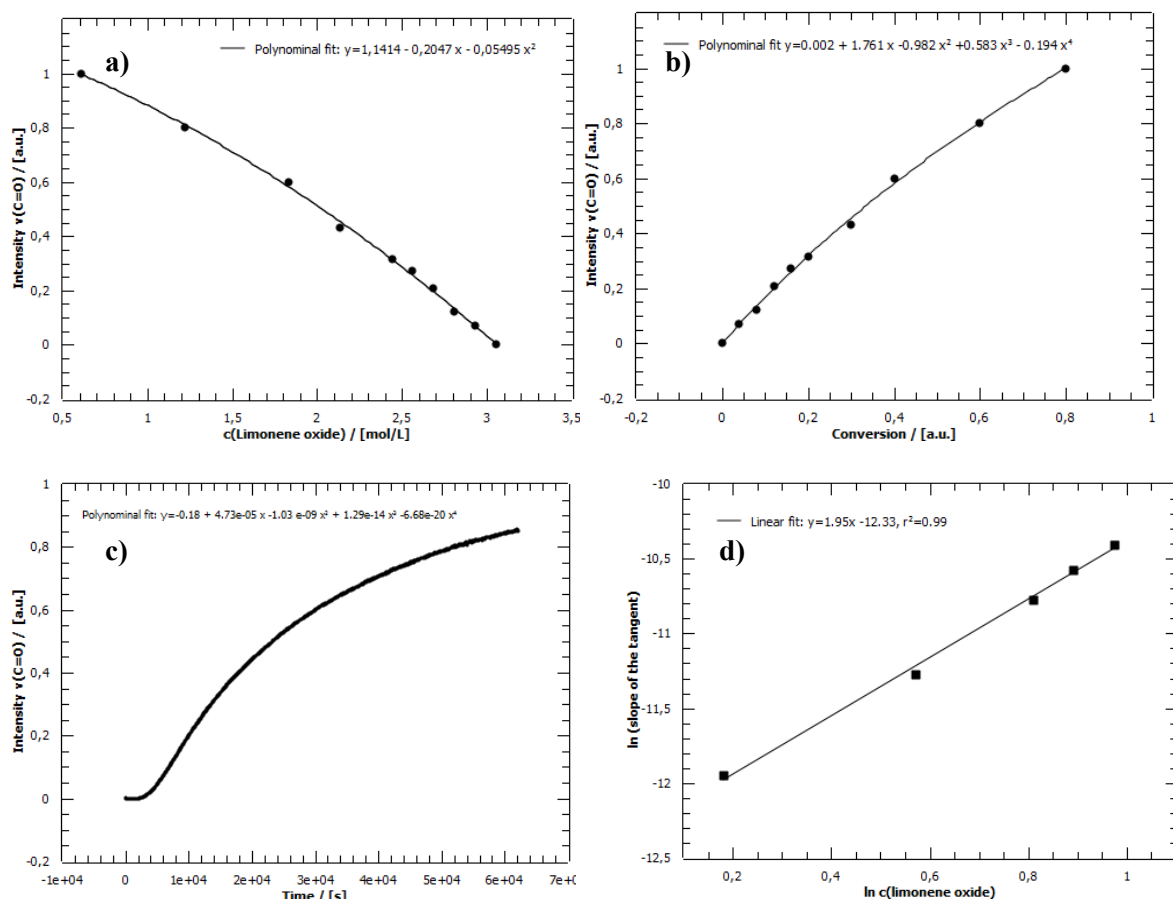 a)
Polynominal fit: y=1,1414 - 0,2047 x - 0,05495 x²
Intensity ν(C=O) / [a.u.]
1
0,8
0,6
0,4
0,2
0
-0,2
0,5
1
1,5
2
2,5
3
3,5
c(Limonene oxide) / [mol/L]
b)
Polynominal fit y=0.002 + 1.761 x -0.982 x² +0.583 x³ - 0.194 x⁴
Intensity ν(C=O) / [a.u.]
1
0,8
0,6
0,4
0,2
0
-0,2
-0,2
0
0,2
0,4
0,6
0,8
1
Conversion / [a.u.]
c)
Polynominal fit: y=-0.18 + 4.73e-05 x -1.03 e-09 x² + 1.29e-14 x³ -6.68e-20 x⁴
Intensity ν(C=O) / [a.u.]
1
0,8
0,6
0,4
0,2
0
-0,2
-1e+04
0
1e+04
2e+04
3e+04
4e+04
5e+04
6e+04
Time / [s]
d)
Linear fit: y=1.95x -12.33, r²=0.99
ln (slope of the tangent)
-10
-10,5
-11
-11,5
-12
-12,5
0,2
0,4
0,6
0,8
1
ln c(limonene oxide)